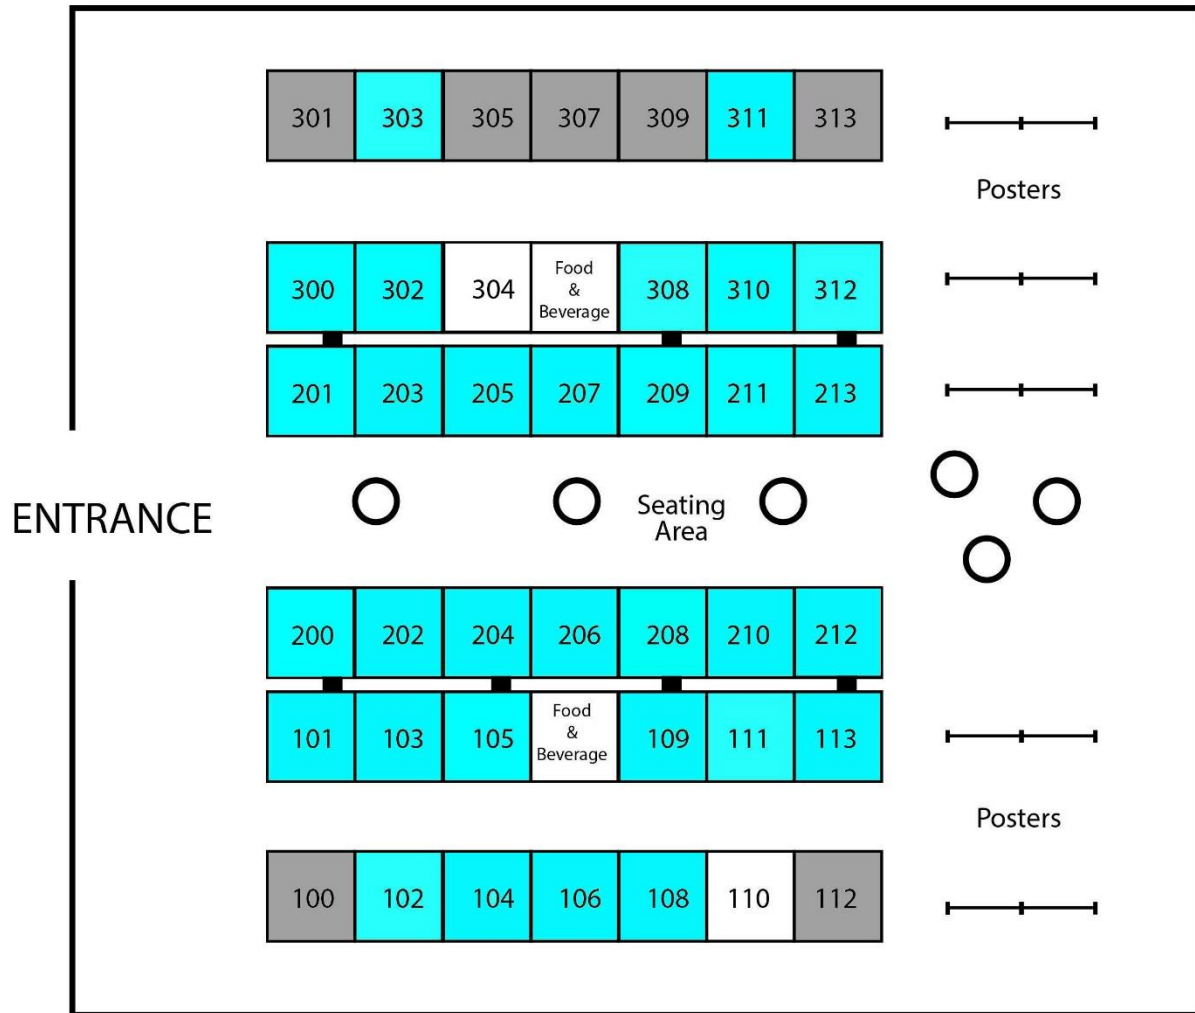 301 303 305 307 309 311 313
Posters
300 302 304 Food & Beverage 308 310 312
201 203 205 207 209 211 213
ENTRANCE
Seating
Area
200 202 204 206 208 210 212
101 103 105 Food & Beverage 109 111 113
Posters
100 102 104 106 108 110 112